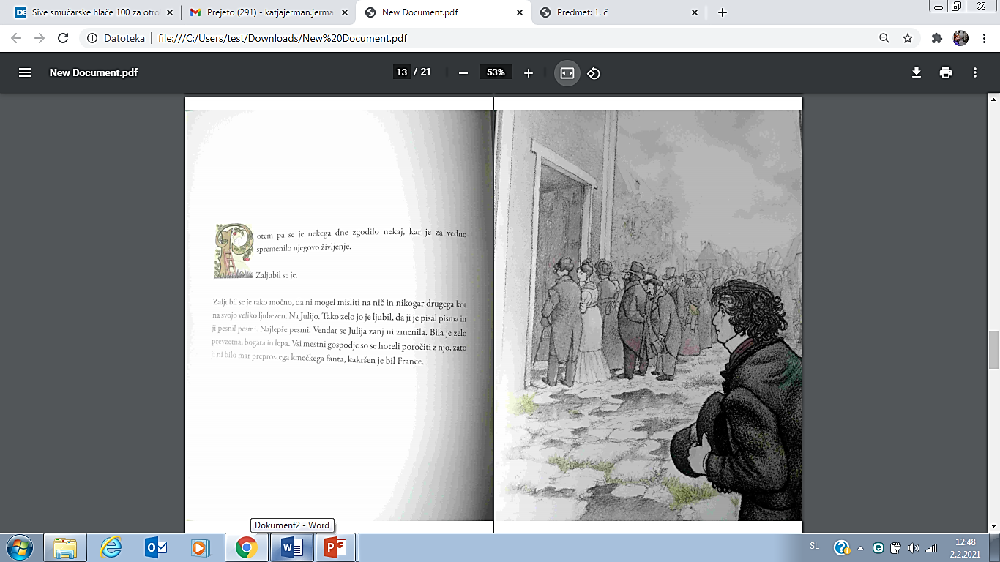 Sive smučarske hlače 100 za otro
Prejeto (291) - katjajerman.jerma
New Document.pdf
Predmet: 1. č
Datoteka
file:///C:/Users/test/Downloads/New%20Document.pdf
New Document.pdf
13 / 21
53%
Potem pa se je nekega dne zgodilo nekaj, kar je za vedno
spremenilo njegovo življenje.
Zaljubil se je.
Zaljubil se je tako močno, da ni mogel misliti na nič in nikogar drugega kot
na svojo veliko ljubezen. Na Julijo. Tako zelo jo je ljubil, da ji je pisal pisma in
ji pesnil pesmi. Najlepše pesmi. Vendar se Julija zanj ni zmenila. Bila je zelo
prevzetna, bogata in lepa. Vsi mestni gospodje so se hoteli poročiti z njo, zato
ji ni bilo mar preprostega kmečkega fanta, kakršen je bil France.
Dokument2 - Word
SL
12:48
2.2.2021